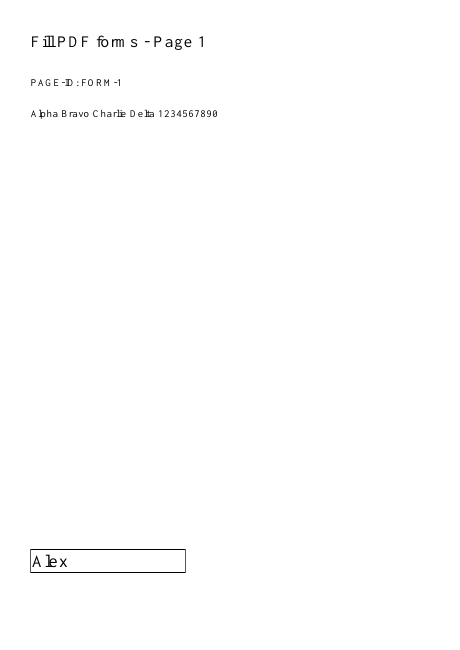 Fill PDF forms - Page 1
PAGE-ID: FORM-1
Alpha Bravo Charlie Delta 1234567890
Alex